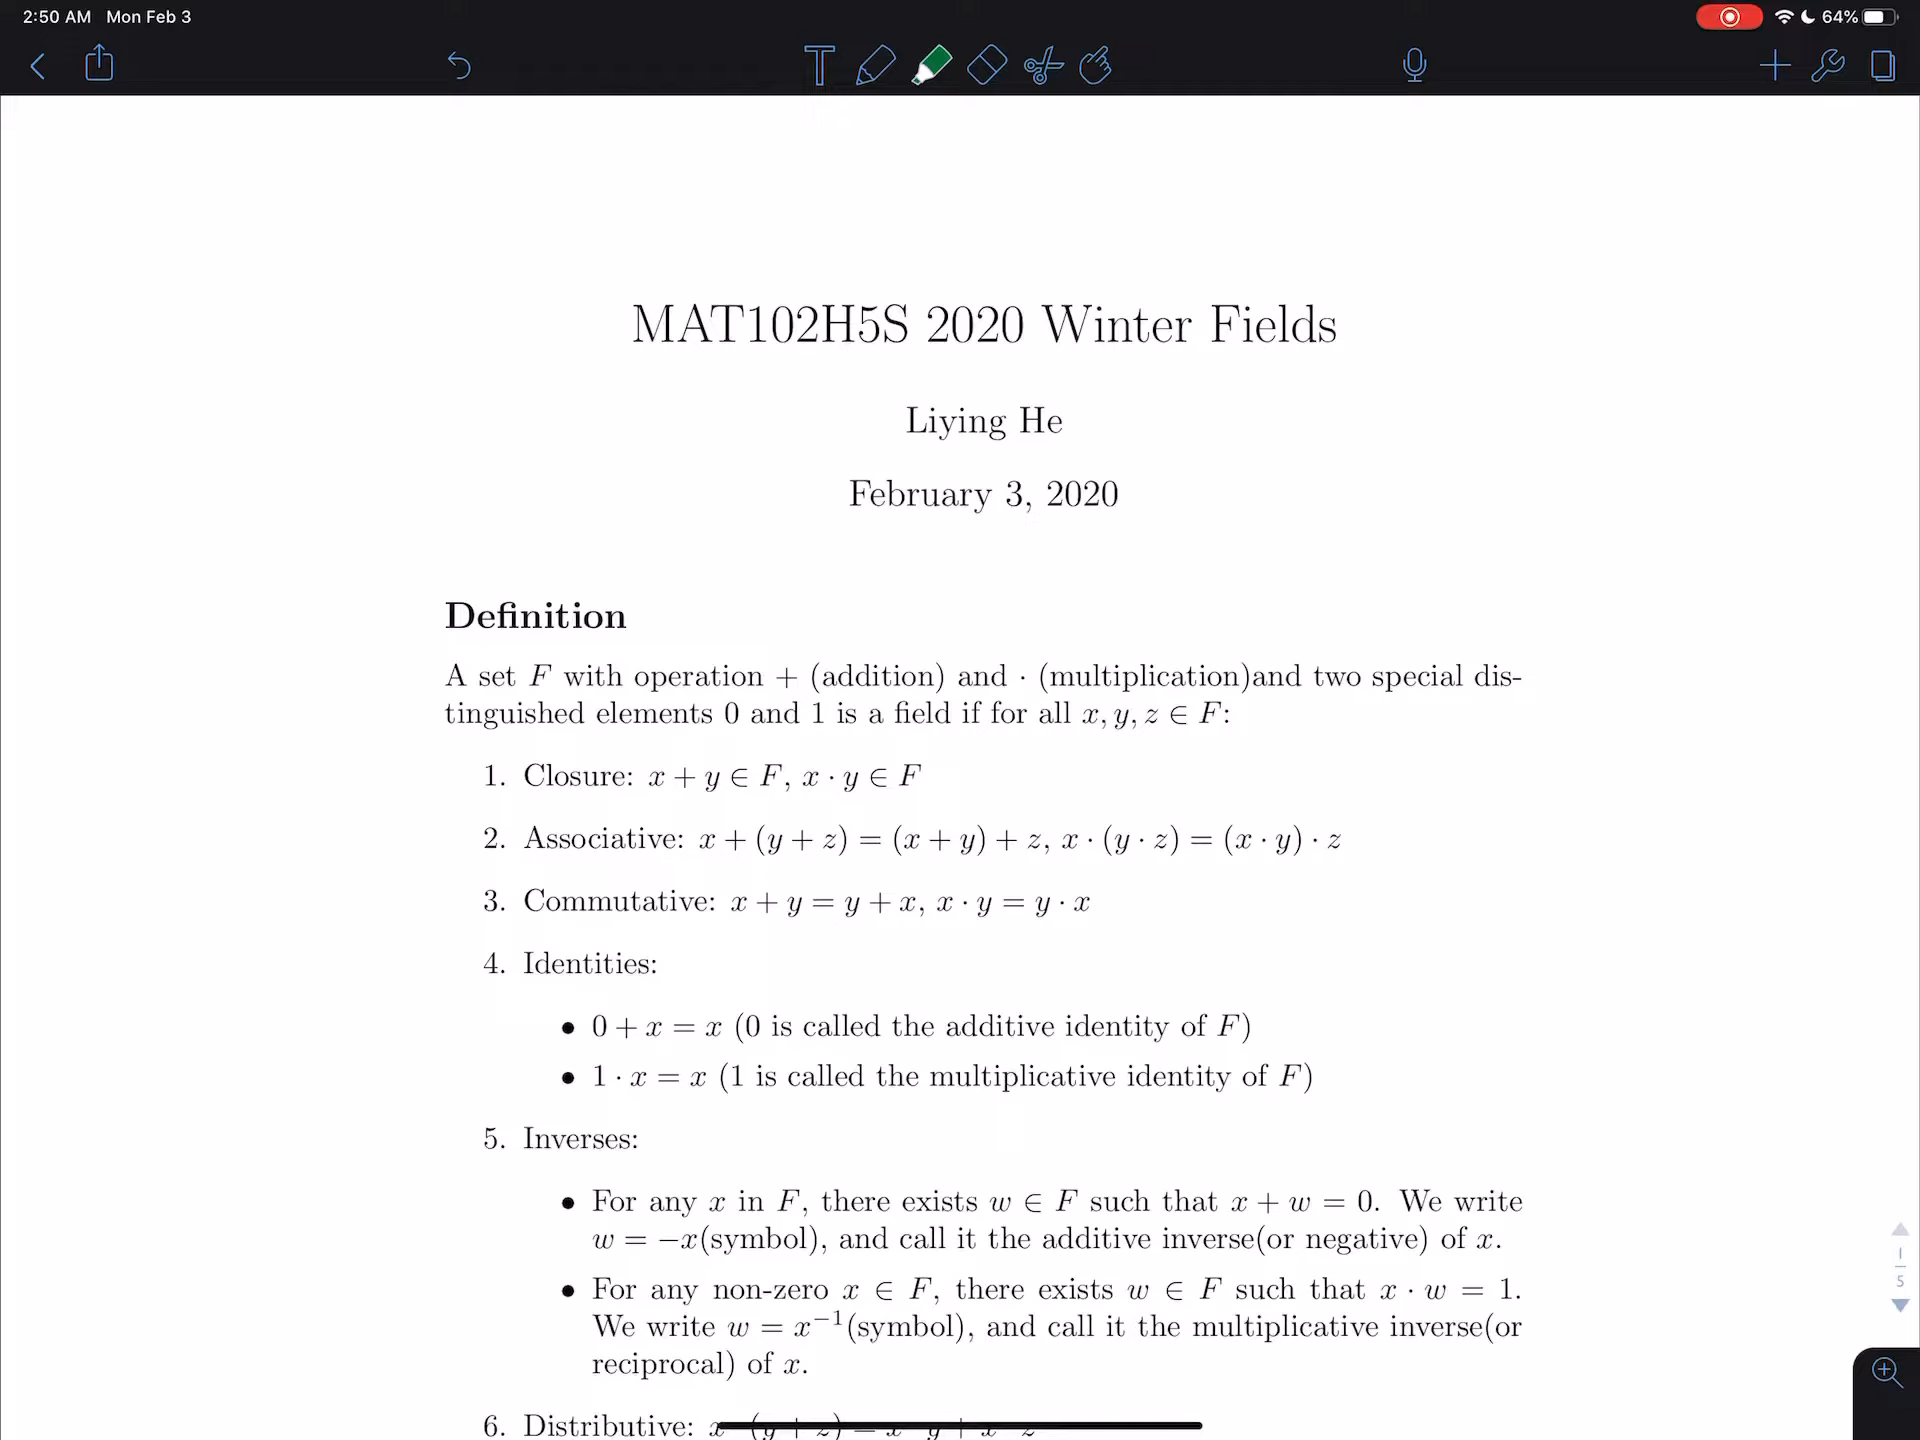 2:50 AM Mon Feb 3
64%
MAT102H5S 2020 Winter Fields
Liying He
February 3, 2020
Definition
A set F with operation + (addition) and · (multiplication)and two special dis-
tinguished elements 0 and 1 is a field if for all x, y, z ∈ F:
1. Closure: x + y ∈ F, x · y ∈ F
2. Associative: x + (y + z) = (x + y) + z, x · (y · z) = (x · y) · z
3. Commutative: x + y = y + x, x · y = y · x
4. Identities:
• 0 + x = x (0 is called the additive identity of F)
• 1 · x = x (1 is called the multiplicative identity of F)
5. Inverses:
• For any x in F, there exists w ∈ F such that x + w = 0. We write
w = −x(symbol), and call it the additive inverse(or negative) of x.
• For any non-zero x ∈ F, there exists w ∈ F such that x · w = 1.
We write w = x⁻¹(symbol), and call it the multiplicative inverse(or
reciprocal) of x.
1
5
6. Distributive: x · (y + z) = x · y + x · z